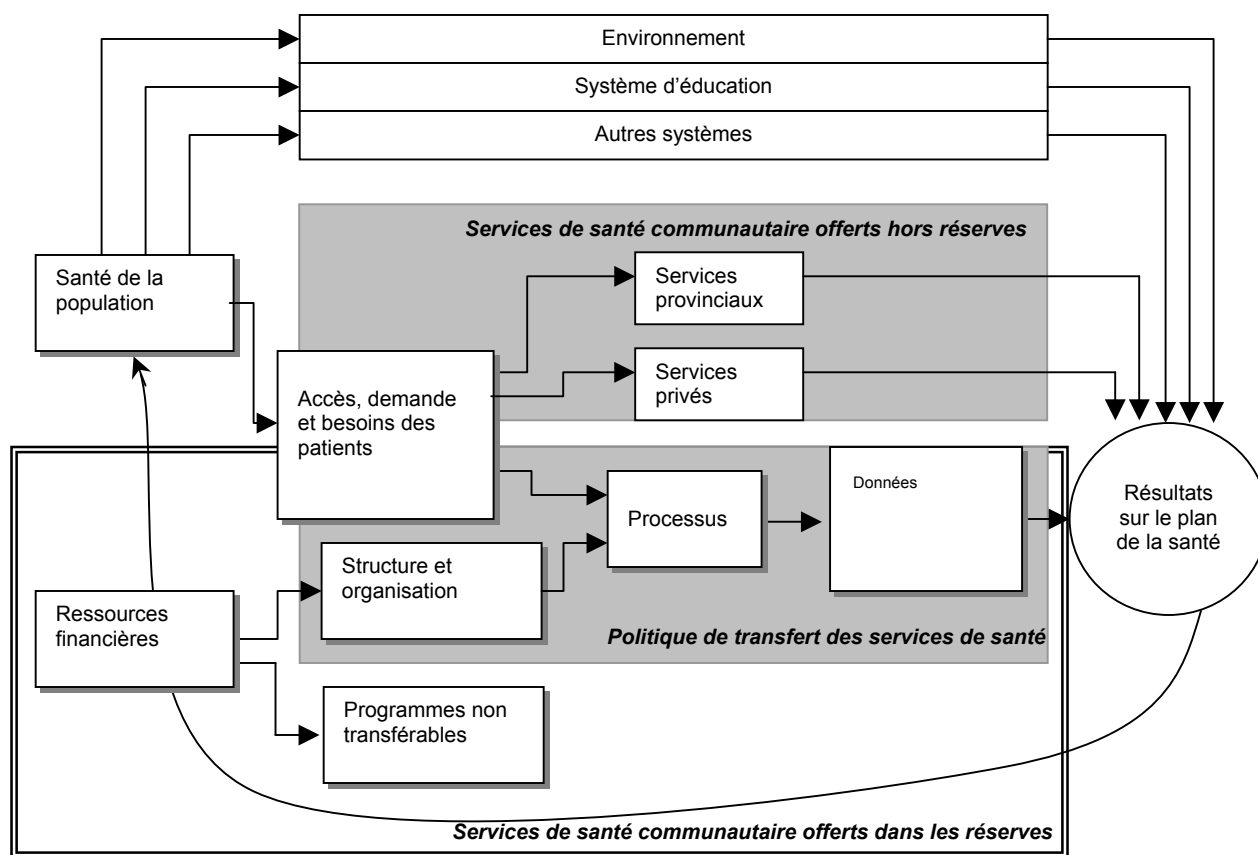 Environnement
Système d'éducation
Autres systèmes
Services de santé communautaire offerts hors réserves
Santé de la
population
Services
provinciaux
Services
privés
Accès, demande
et besoins des
patients
Données
Processus
Résultats
sur le plan
de la santé
Structure et
organisation
Ressources
financières
Politique de transfert des services de santé
Programmes non
transférables
Services de santé communautaire offerts dans les réserves